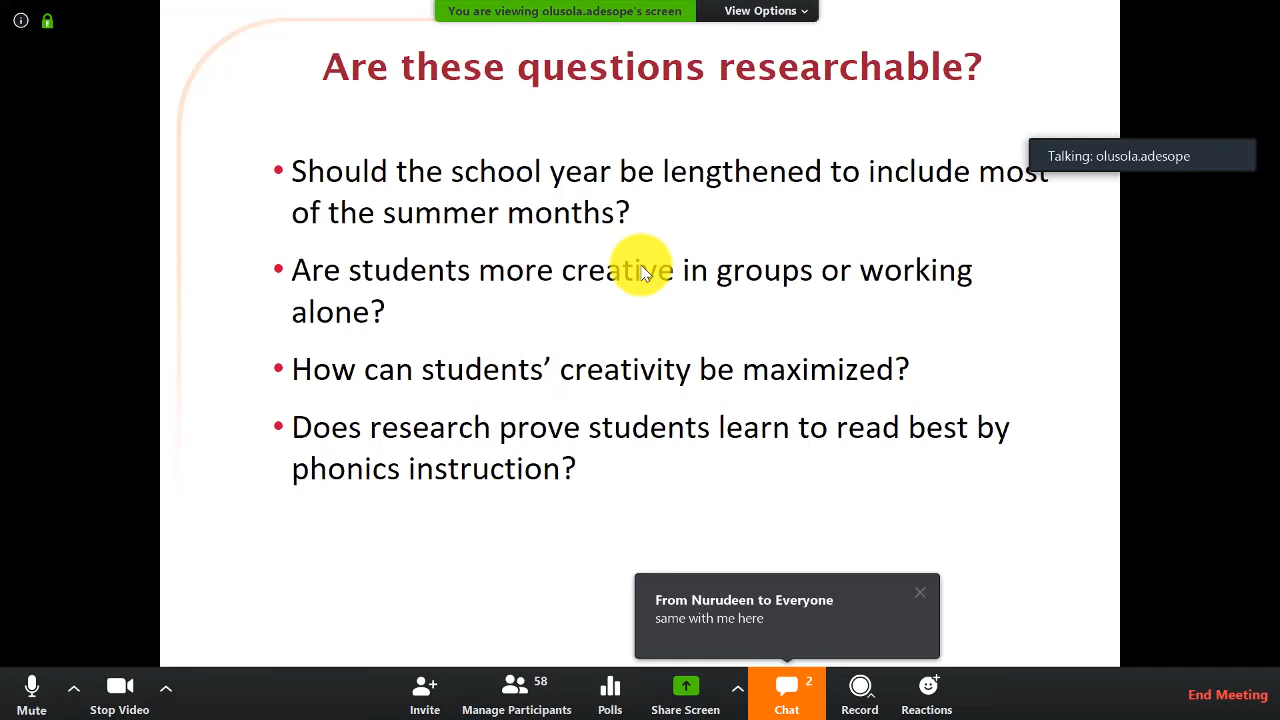 You are viewing olusola.adesope's screen
View Options
Are these questions researchable?
Talking: olusola.adesope
• Should the school year be lengthened to include most
of the summer months?
• Are students more creative in groups or working
alone?
• How can students’ creativity be maximized?
• Does research prove students learn to read best by
phonics instruction?
From Nurudeen to Everyone
same with me here
58
2
Mute
Stop Video
Invite
Manage Participants
Polls
Share Screen
Chat
Record
Reactions
End Meeting